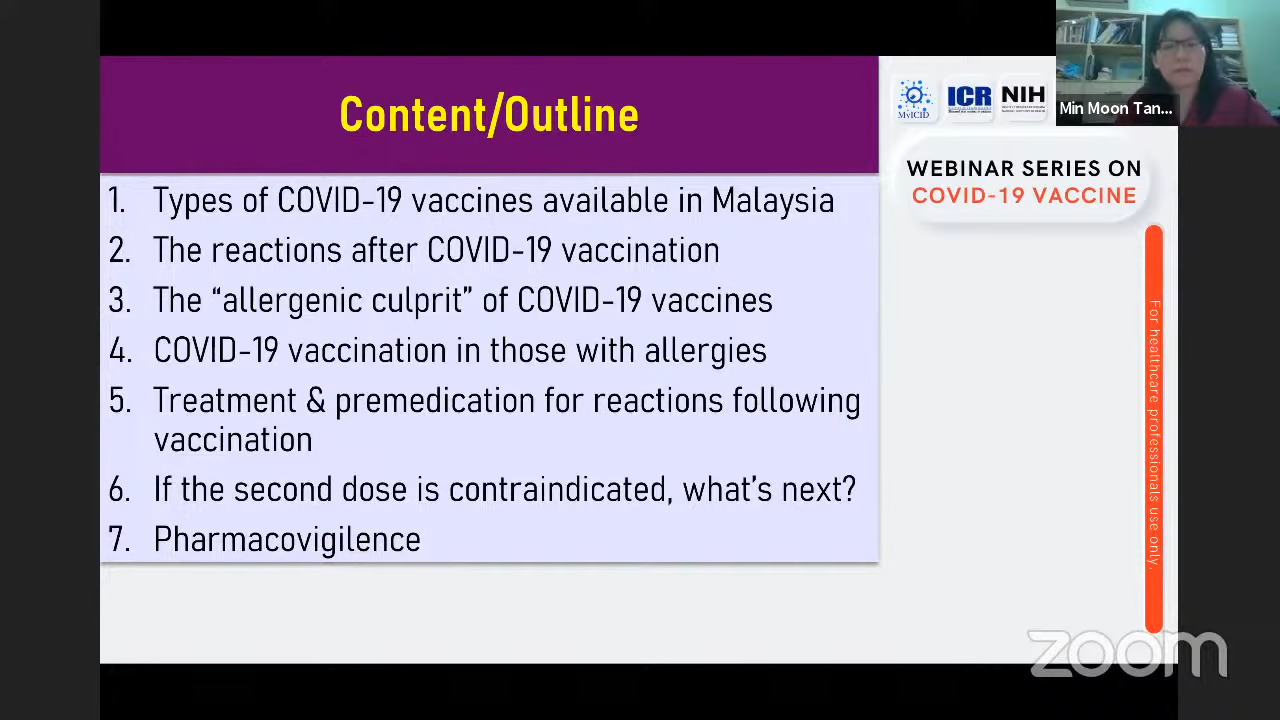 Content/Outline
1. Types of COVID-19 vaccines available in Malaysia
2. The reactions after COVID-19 vaccination
3. The “allergenic culprit” of COVID-19 vaccines
4. COVID-19 vaccination in those with allergies
5. Treatment & premedication for reactions following
vaccination
6. If the second dose is contraindicated, what’s next?
7. Pharmacovigilence
MyICID
ICR
NIH
Min Moon Tan...
WEBINAR SERIES ON
COVID-19 VACCINE
For healthcare professionals use only.
zoom